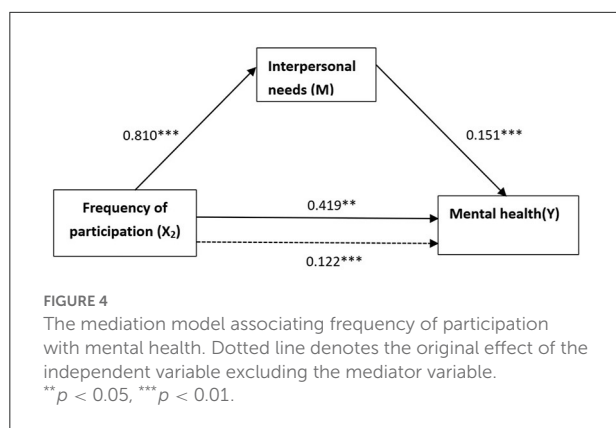 Interpersonal
needs (M)
0.810***
0.151***
Frequency of
participation (X₂)
0.419**
Mental health(Y)
0.122***
FIGURE 4
The mediation model associating frequency of participation
with mental health. Dotted line denotes the original effect of the
independent variable excluding the mediator variable.
**p < 0.05, ***p < 0.01.